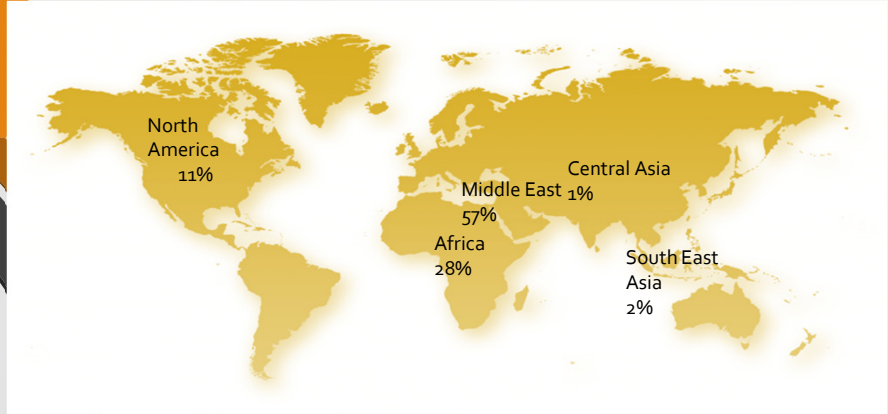 North
America
11%
Central Asia
1%
Middle East
57%
Africa
28%
South East
Asia
2%